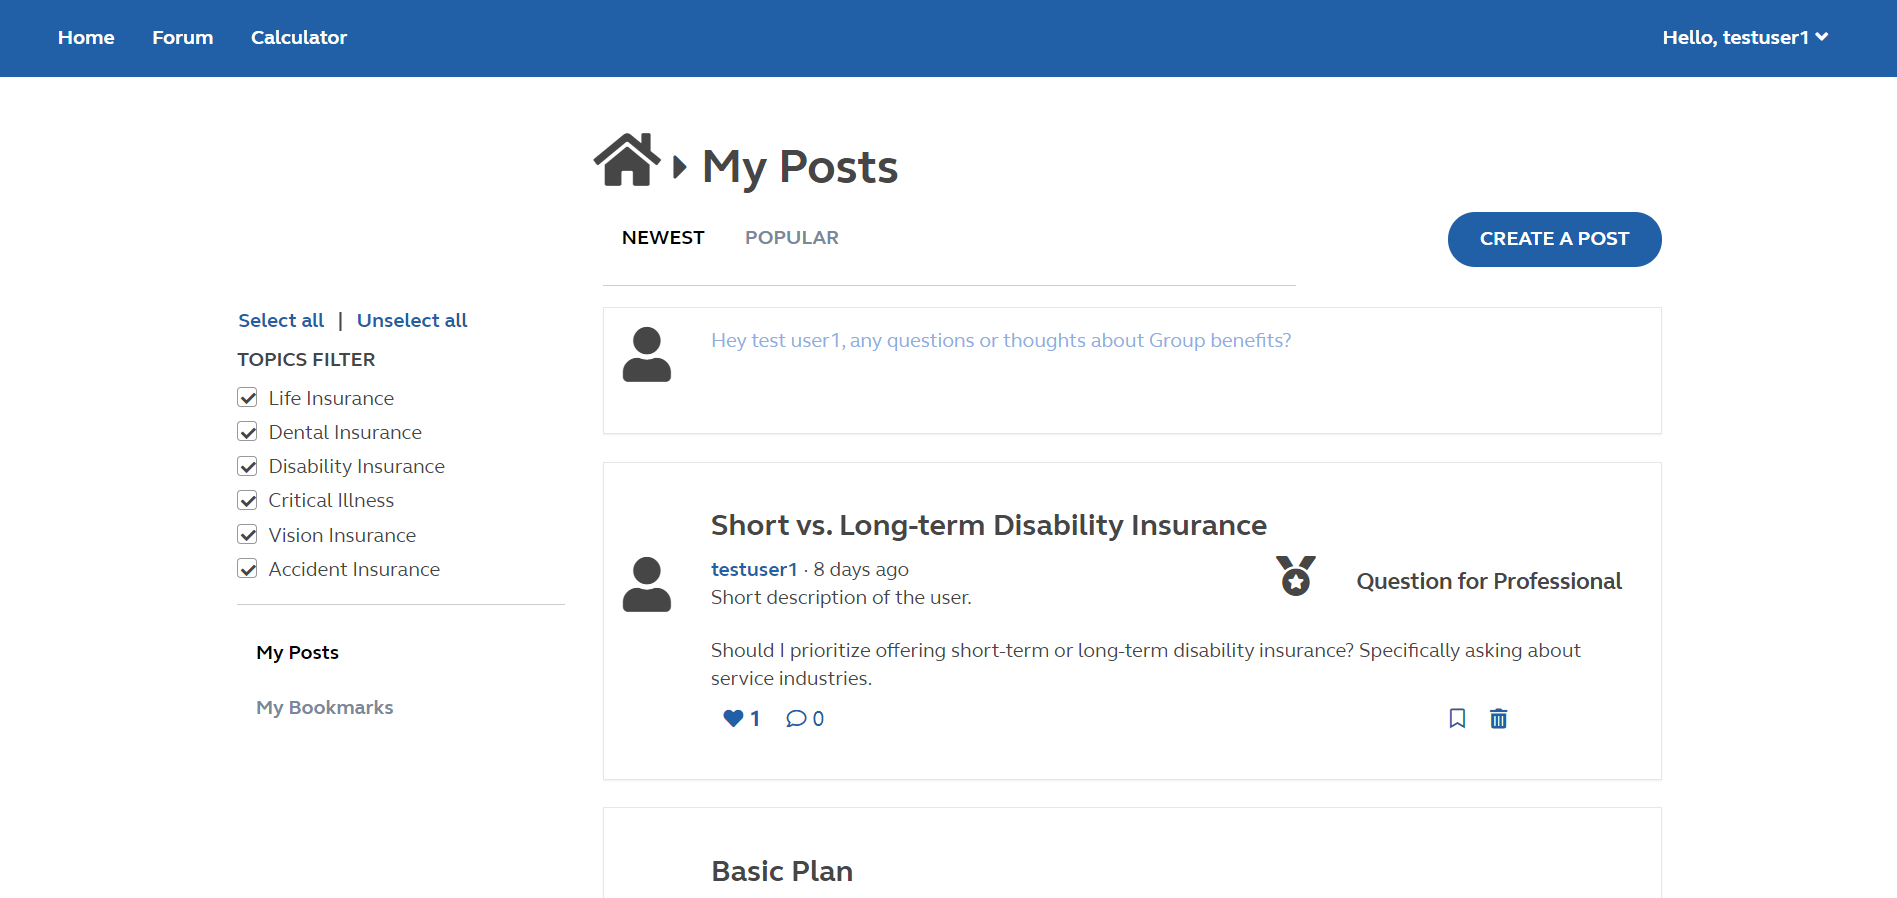 Home Forum Calculator Hello, testuser1
My Posts
NEWEST POPULAR CREATE A POST
Select all | Unselect all
TOPICS FILTER
Life Insurance
Dental Insurance
Disability Insurance
Critical Illness
Vision Insurance
Accident Insurance
My Posts
My Bookmarks
Hey test user1, any questions or thoughts about Group benefits?
Short vs. Long-term Disability Insurance
testuser1 · 8 days ago
Short description of the user.
Question for Professional
Should I prioritize offering short-term or long-term disability insurance? Specifically asking about
service industries.
1 0
Basic Plan